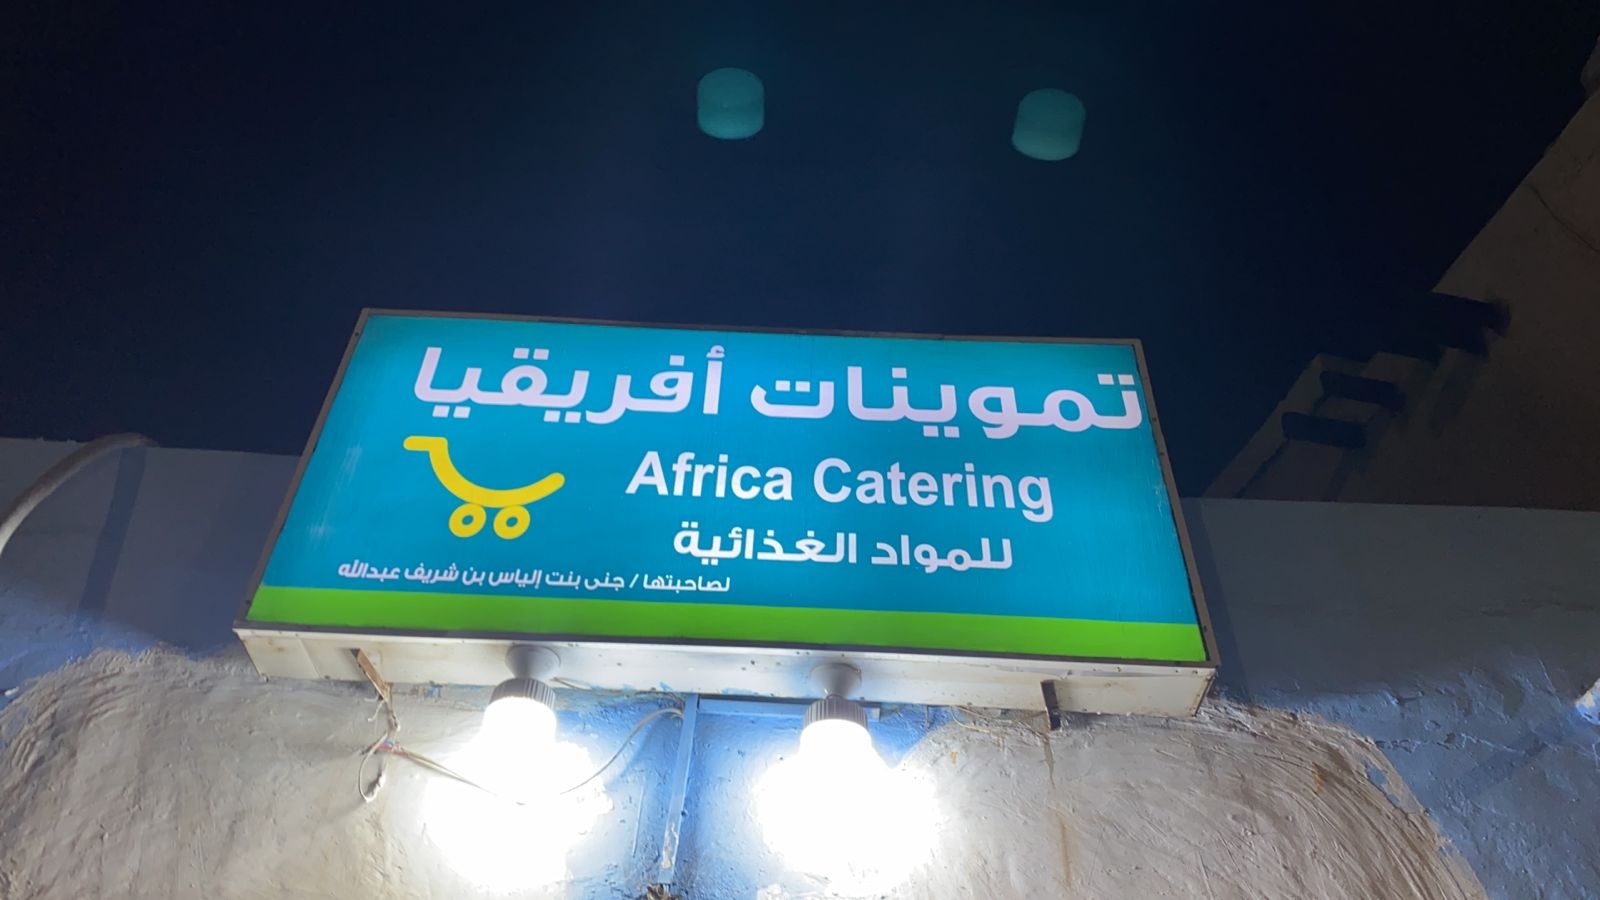 تموينات أفريقيا
Africa Catering
للمواد الغذائية
لصاحبتها / جنى بنت إلياس بن شريف عبدالله